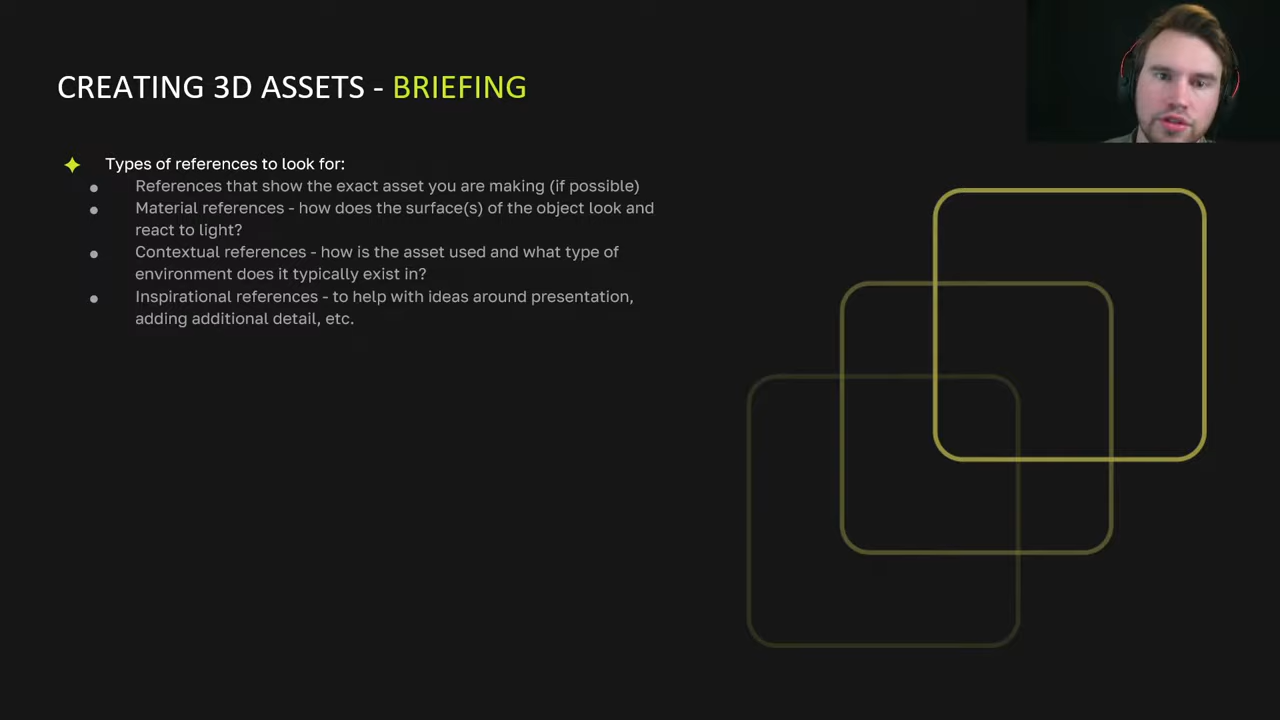 CREATING 3D ASSETS - BRIEFING
Types of references to look for:
References that show the exact asset you are making (if possible)
Material references - how does the surface(s) of the object look and
react to light?
Contextual references - how is the asset used and what type of
environment does it typically exist in?
Inspirational references - to help with ideas around presentation,
adding additional detail, etc.